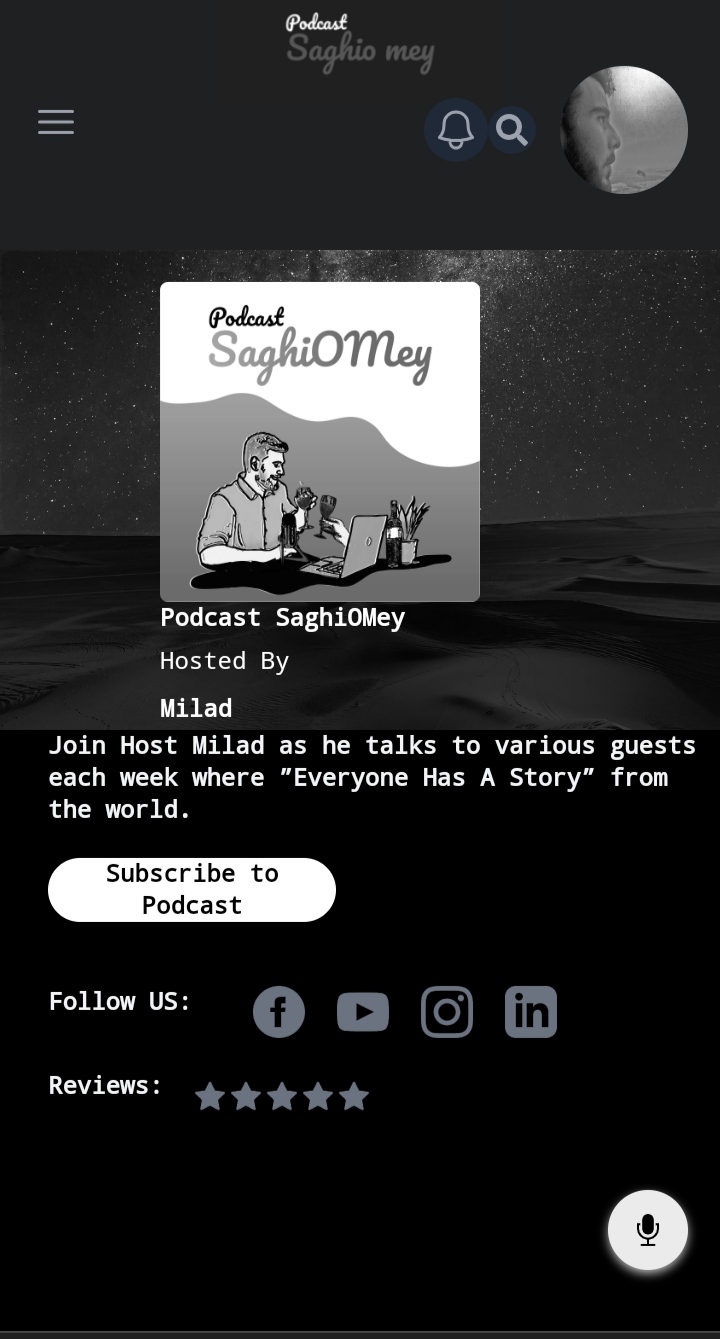 Podcast
Saghio mey
Podcast
SaghiOMey
Podcast SaghiOMey
Hosted By
Milad
Join Host Milad as he talks to various guests
each week where ”Everyone Has A Story” from
the world.
Subscribe to
Podcast
Follow US:
Reviews: